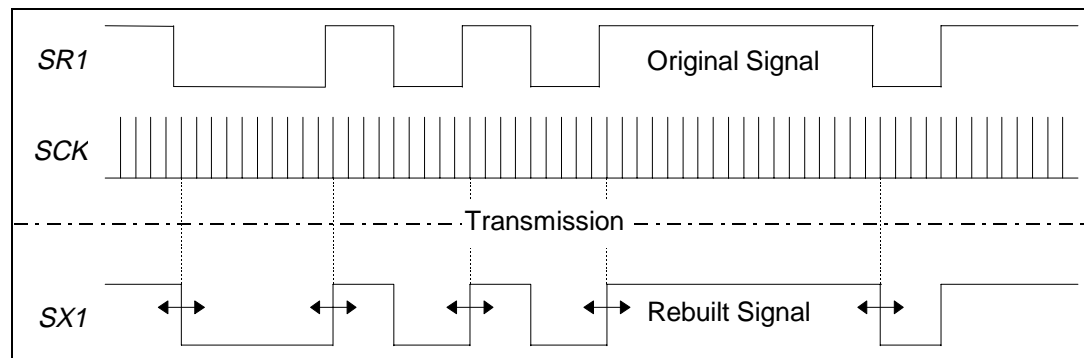 SR1
Original Signal
SCK
Transmission
SX1
Rebuilt Signal